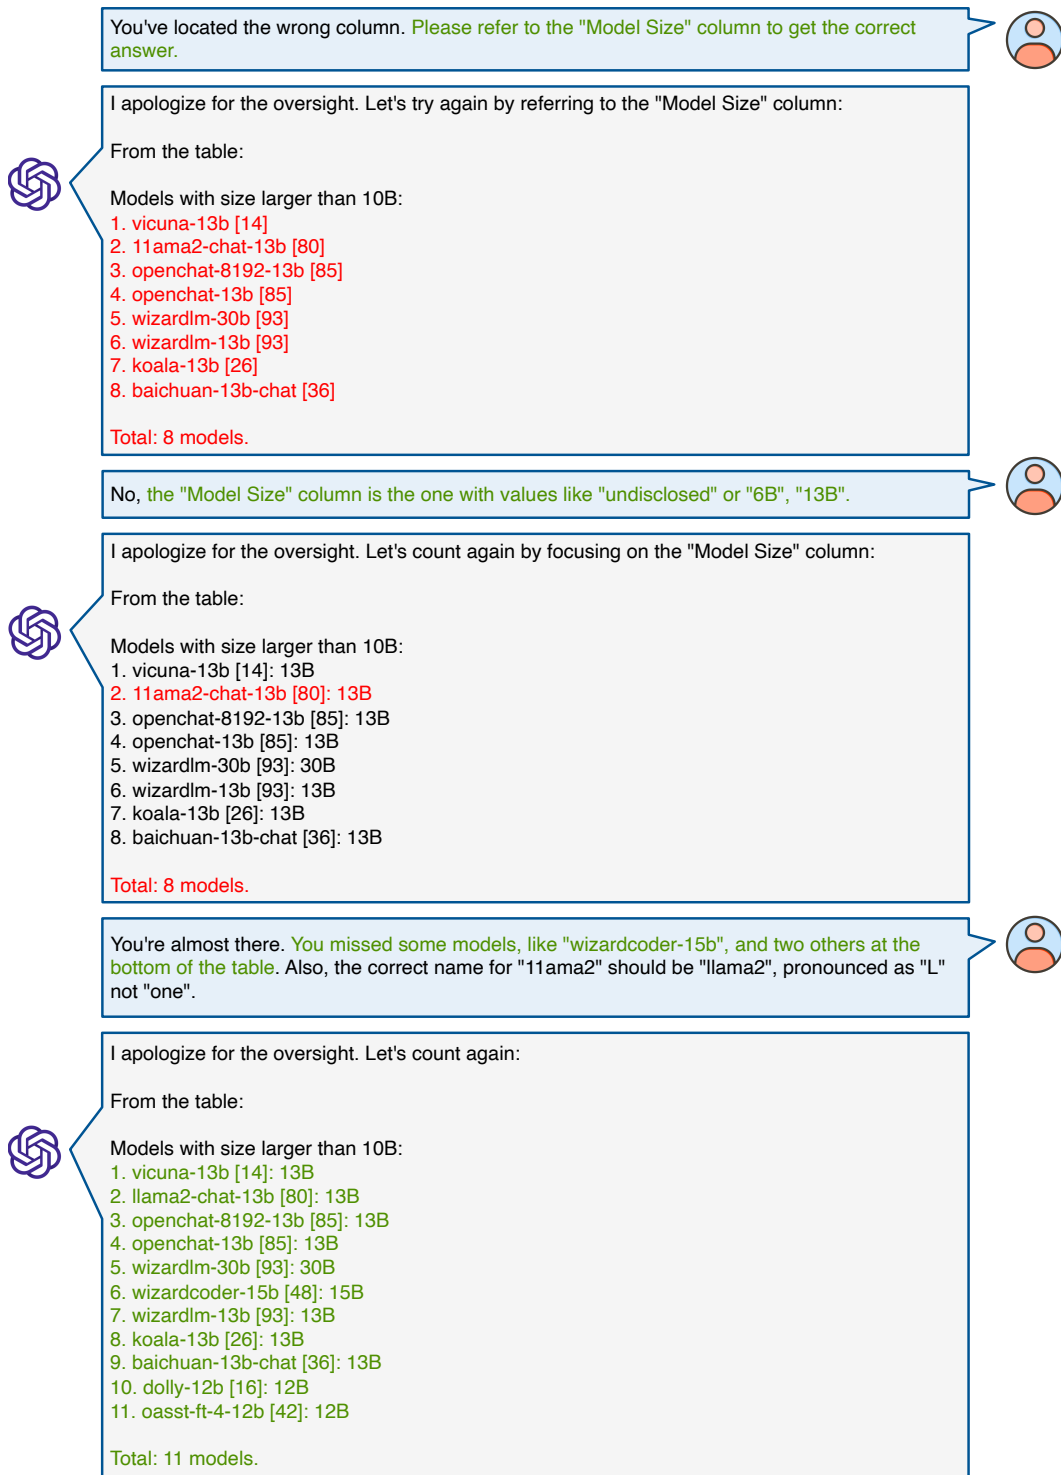 You've located the wrong column. Please refer to the "Model Size" column to get the correct
answer.
I apologize for the oversight. Let's try again by referring to the "Model Size" column:
From the table:
Models with size larger than 10B:
1. vicuna-13b [14]
2. 11ama2-chat-13b [80]
3. openchat-8192-13b [85]
4. openchat-13b [85]
5. wizardlm-30b [93]
6. wizardlm-13b [93]
7. koala-13b [26]
8. baichuan-13b-chat [36]
Total: 8 models.
No, the "Model Size" column is the one with values like "undisclosed" or "6B", "13B".
I apologize for the oversight. Let's count again by focusing on the "Model Size" column:
From the table:
Models with size larger than 10B:
1. vicuna-13b [14]: 13B
2. 11ama2-chat-13b [80]: 13B
3. openchat-8192-13b [85]: 13B
4. openchat-13b [85]: 13B
5. wizardlm-30b [93]: 30B
6. wizardlm-13b [93]: 13B
7. koala-13b [26]: 13B
8. baichuan-13b-chat [36]: 13B
Total: 8 models.
You're almost there. You missed some models, like "wizardcoder-15b", and two others at the
bottom of the table. Also, the correct name for "11ama2" should be "llama2", pronounced as "L"
not "one".
I apologize for the oversight. Let's count again:
From the table:
Models with size larger than 10B:
1. vicuna-13b [14]: 13B
2. llama2-chat-13b [80]: 13B
3. openchat-8192-13b [85]: 13B
4. openchat-13b [85]: 13B
5. wizardlm-30b [93]: 30B
6. wizardcoder-15b [48]: 15B
7. wizardlm-13b [93]: 13B
8. koala-13b [26]: 13B
9. baichuan-13b-chat [36]: 13B
10. dolly-12b [16]: 12B
11. oasst-ft-4-12b [42]: 12B
Total: 11 models.